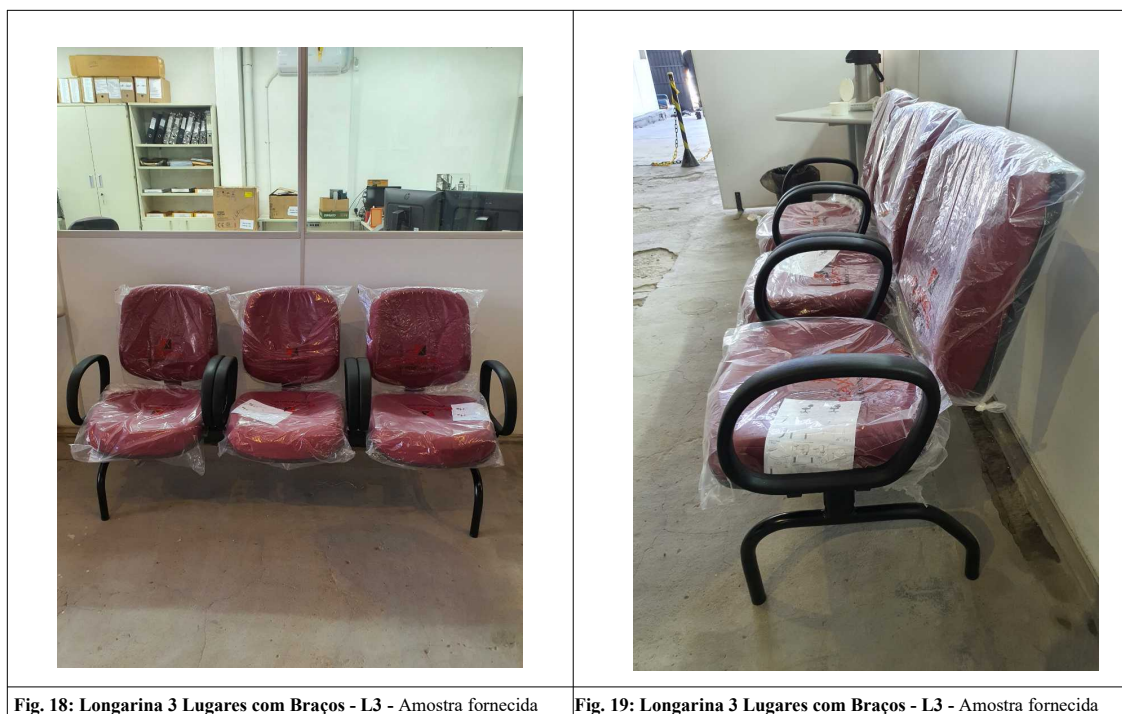 Fig. 18: Longarina 3 Lugares com Braços - L3 - Amostra fornecida
Fig. 19: Longarina 3 Lugares com Braços - L3 - Amostra fornecida